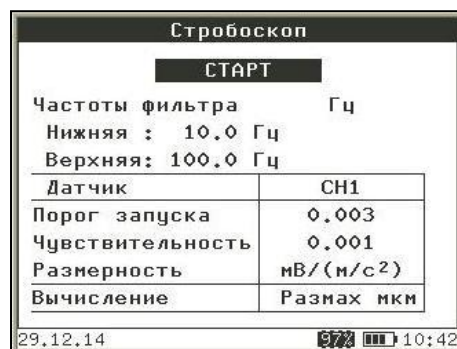 Стробоскоп
СТАРТ
Частоты фильтра Гц
Нижняя : 10.0 Гц
Верхняя: 100.0 Гц
Датчик CH1
Порог запуска 0.003
Чувствительность 0.001
Размерность мВ/(м/с²)
Вычисление Размах мкм
29.12.14 97% 10:42